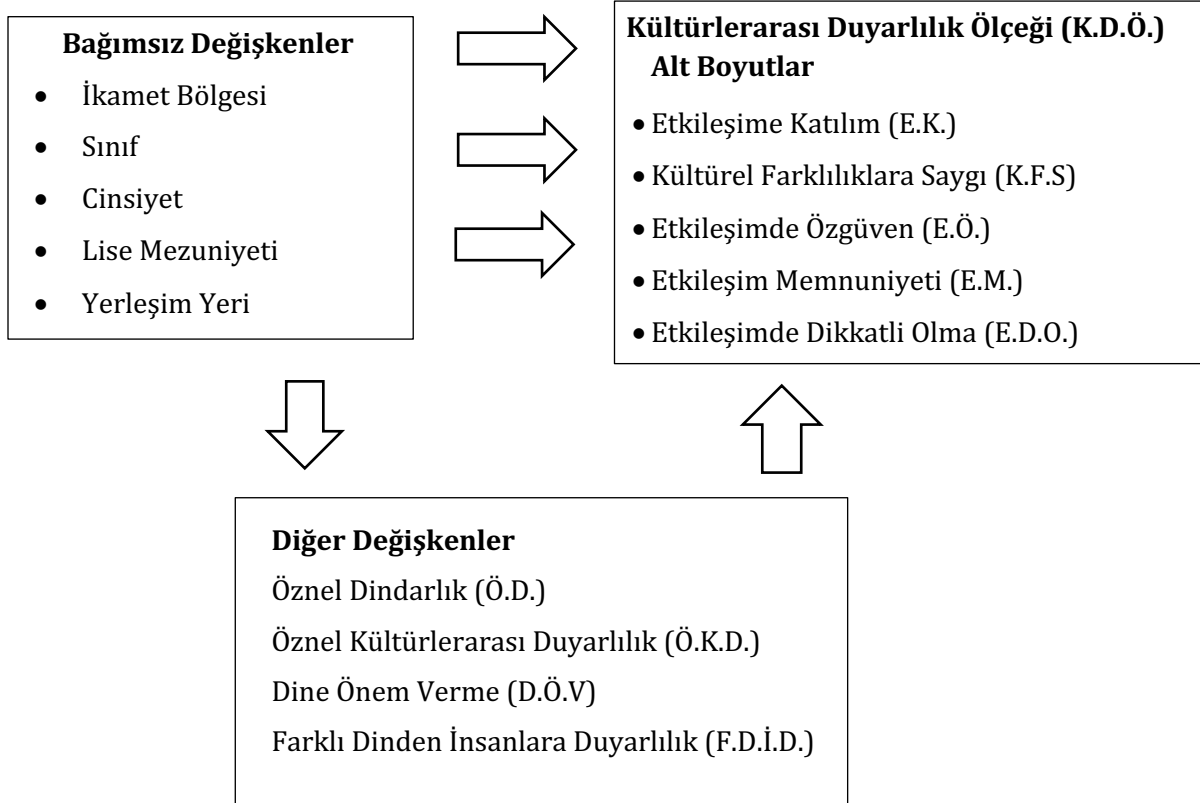 Bağımsız Değişkenler
• İkamet Bölgesi
• Sınıf
• Cinsiyet
• Lise Mezuniyeti
• Yerleşim Yeri
Kültürlerarası Duyarlılık Ölçeği (K.D.Ö.)
Alt Boyutlar
• Etkileşime Katılım (E.K.)
• Kültürel Farklılıklara Saygı (K.F.S)
• Etkileşimde Özgüven (E.Ö.)
• Etkileşim Memnuniyeti (E.M.)
• Etkileşimde Dikkatli Olma (E.D.O.)
Diğer Değişkenler
Öznel Dindarlık (Ö.D.)
Öznel Kültürlerarası Duyarlılık (Ö.K.D.)
Dine Önem Verme (D.Ö.V)
Farklı Dinden İnsanlara Duyarlılık (F.D.İ.D.)